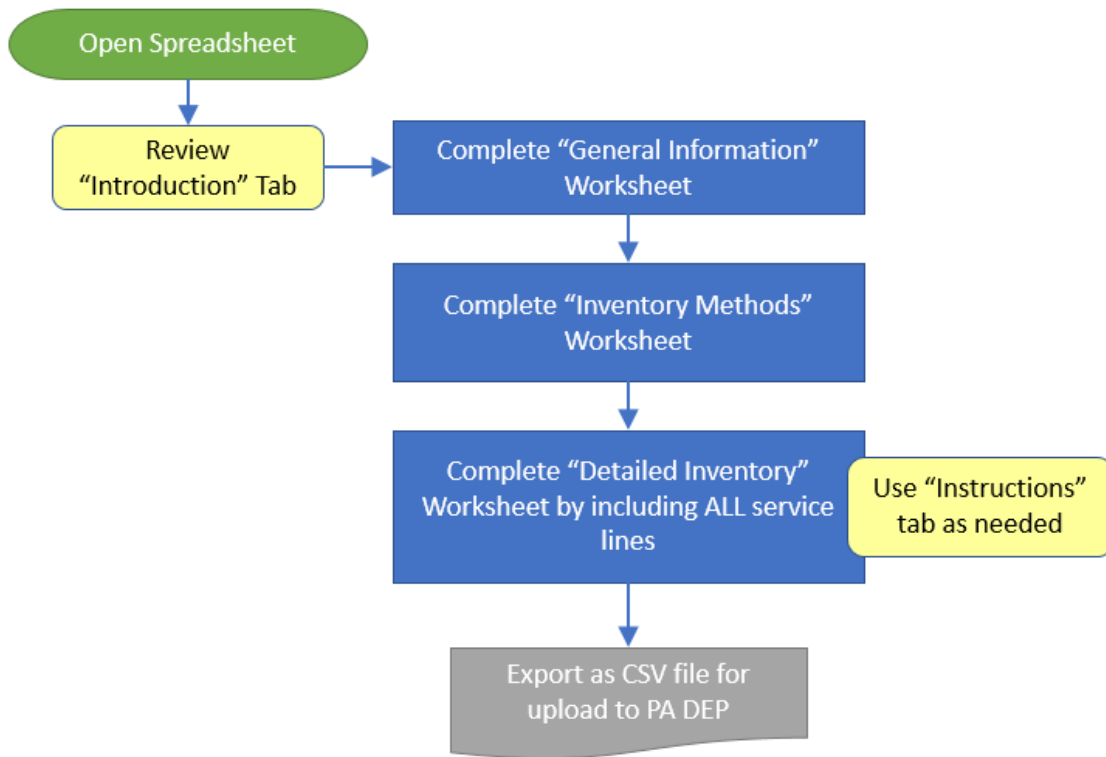 Open Spreadsheet
Review
“Introduction” Tab
Complete “General Information”
Worksheet
Complete “Inventory Methods”
Worksheet
Complete “Detailed Inventory”
Worksheet by including ALL service
lines
Use “Instructions”
tab as needed
Export as CSV file for
upload to PA DEP